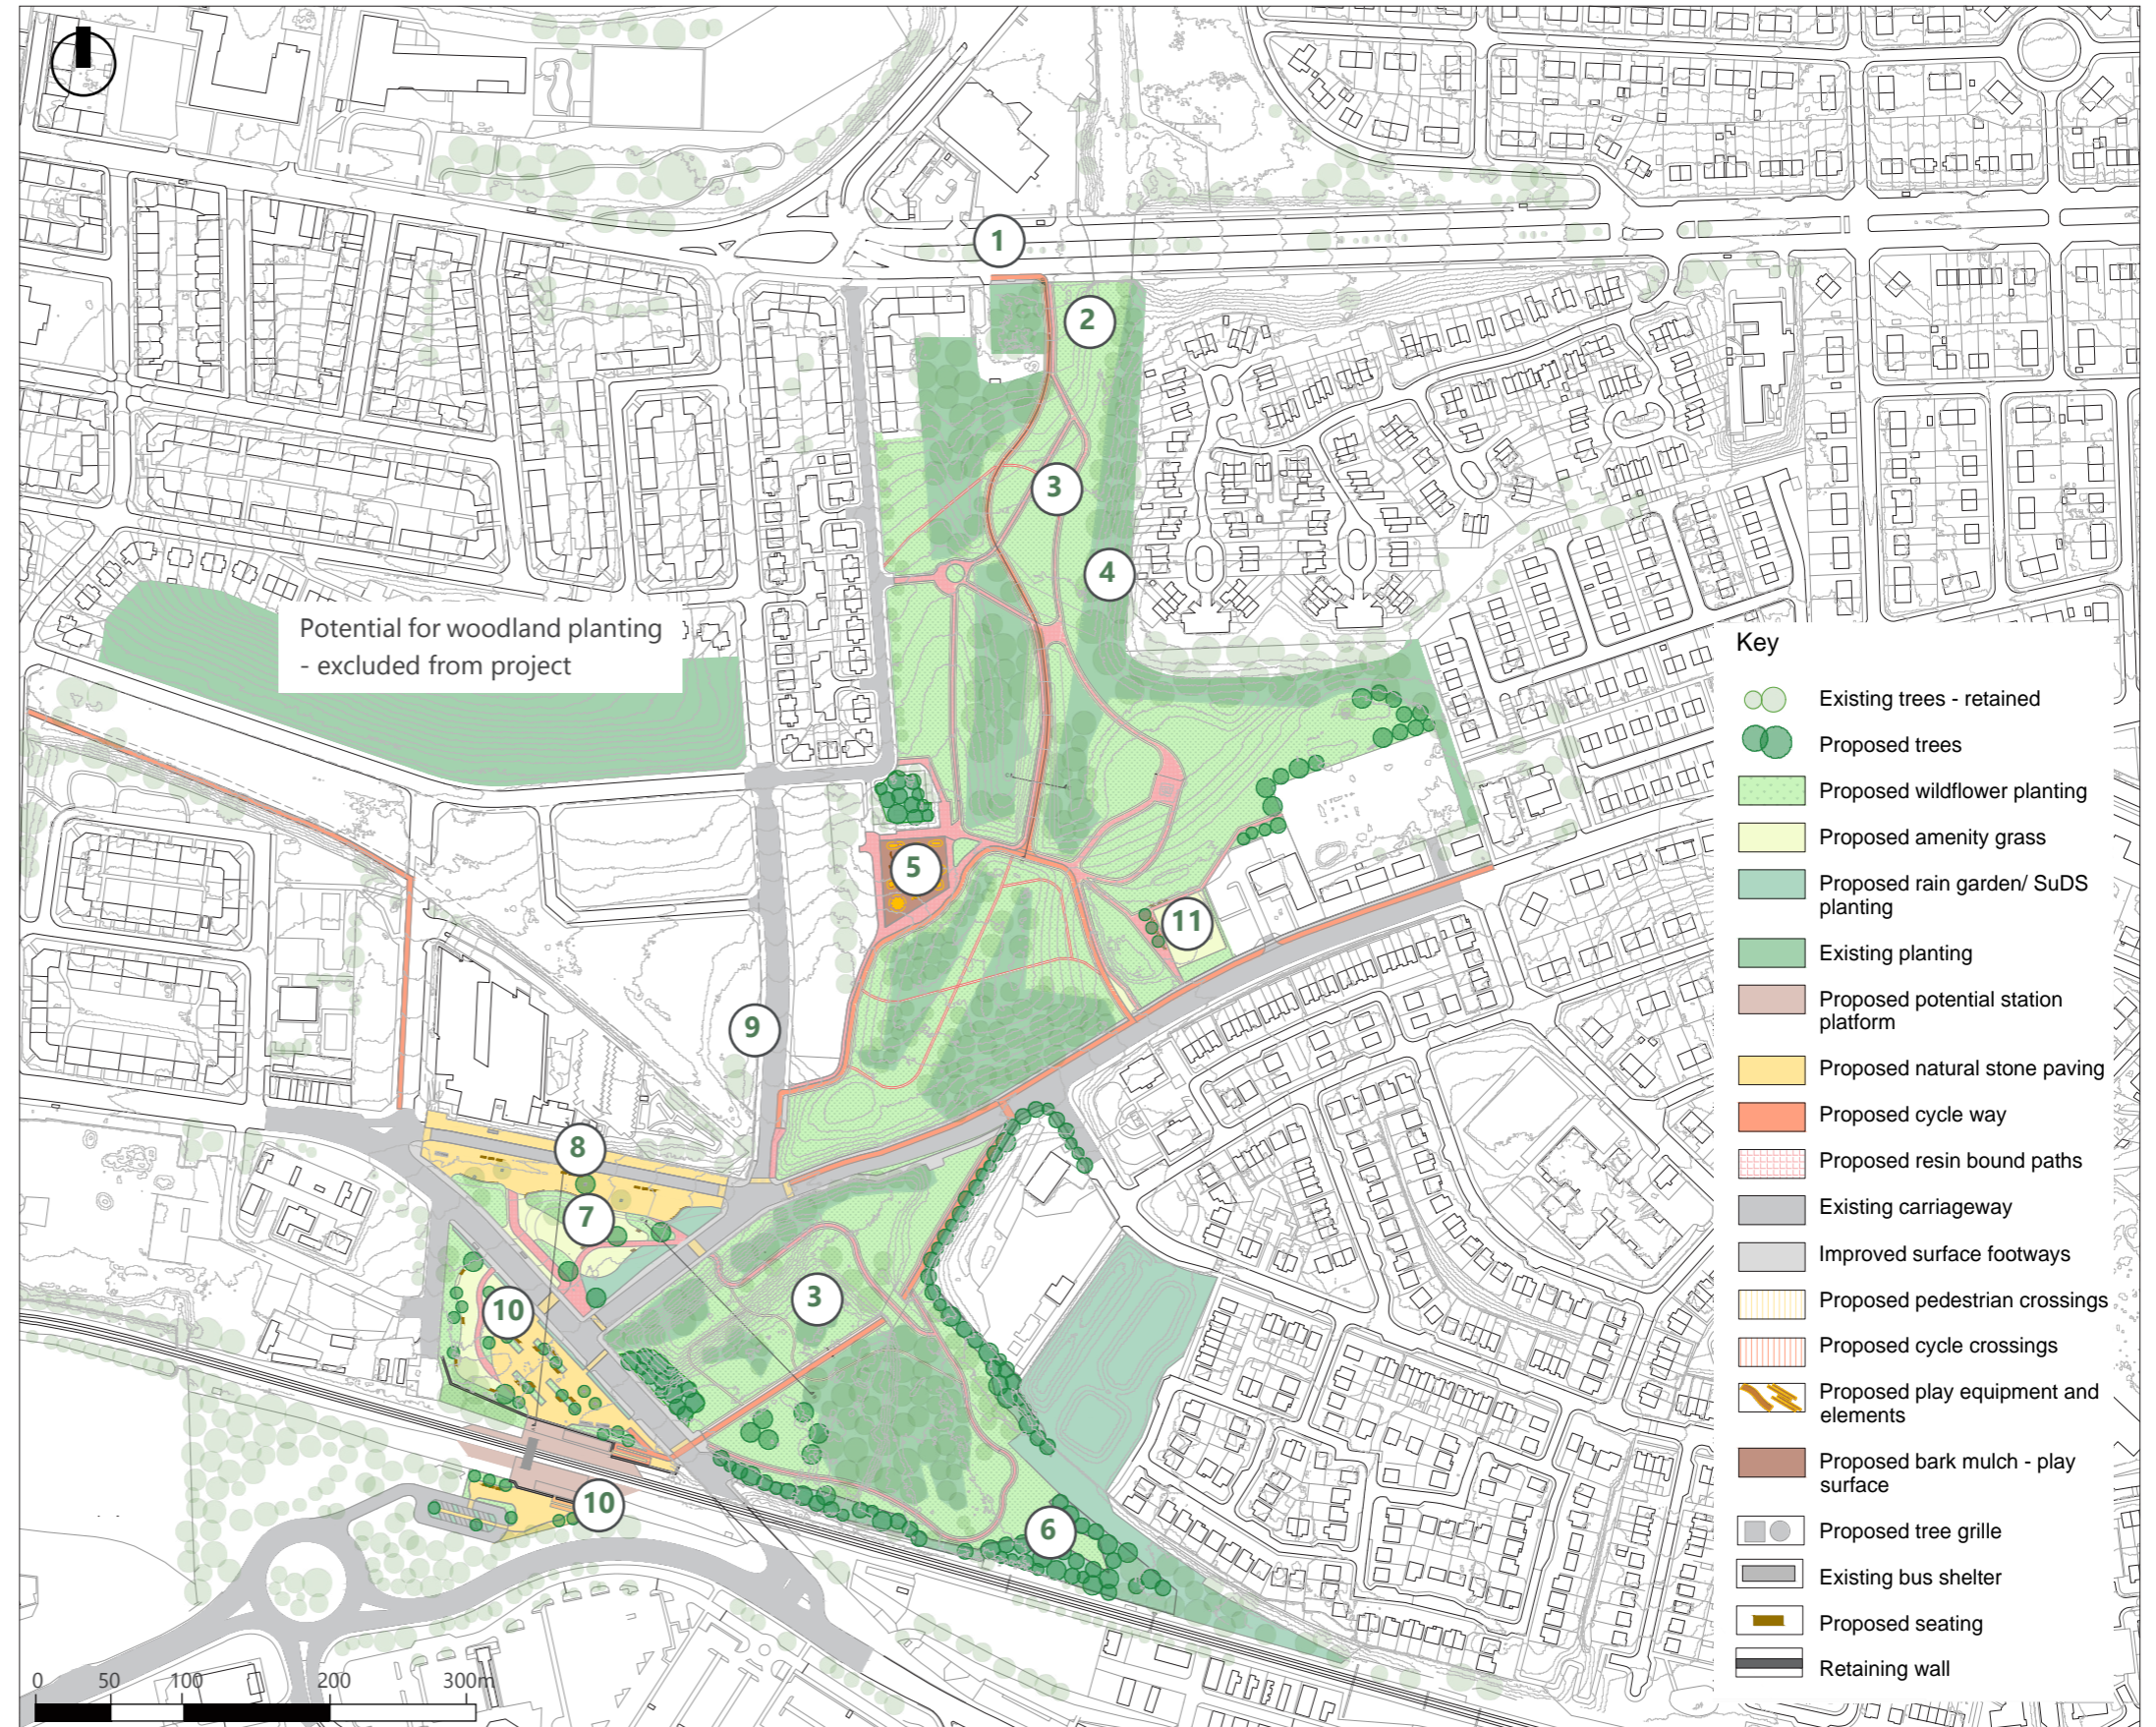 1
2
3
4
Potential for woodland planting
- excluded from project
5
11
9
8
7
10
3
10
6
0 50 100 200 300m
Key
Existing trees - retained
Proposed trees
Proposed wildflower planting
Proposed amenity grass
Proposed rain garden/ SuDS
planting
Existing planting
Proposed potential station
platform
Proposed natural stone paving
Proposed cycle way
Proposed resin bound paths
Existing carriageway
Improved surface footways
Proposed pedestrian crossings
Proposed cycle crossings
Proposed play equipment and
elements
Proposed bark mulch - play
surface
Proposed tree grille
Existing bus shelter
Proposed seating
Retaining wall